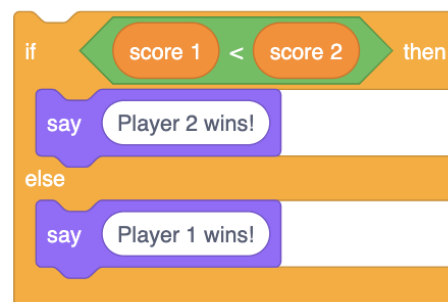 if score 1 < score 2 then
say Player 2 wins!
else
say Player 1 wins!